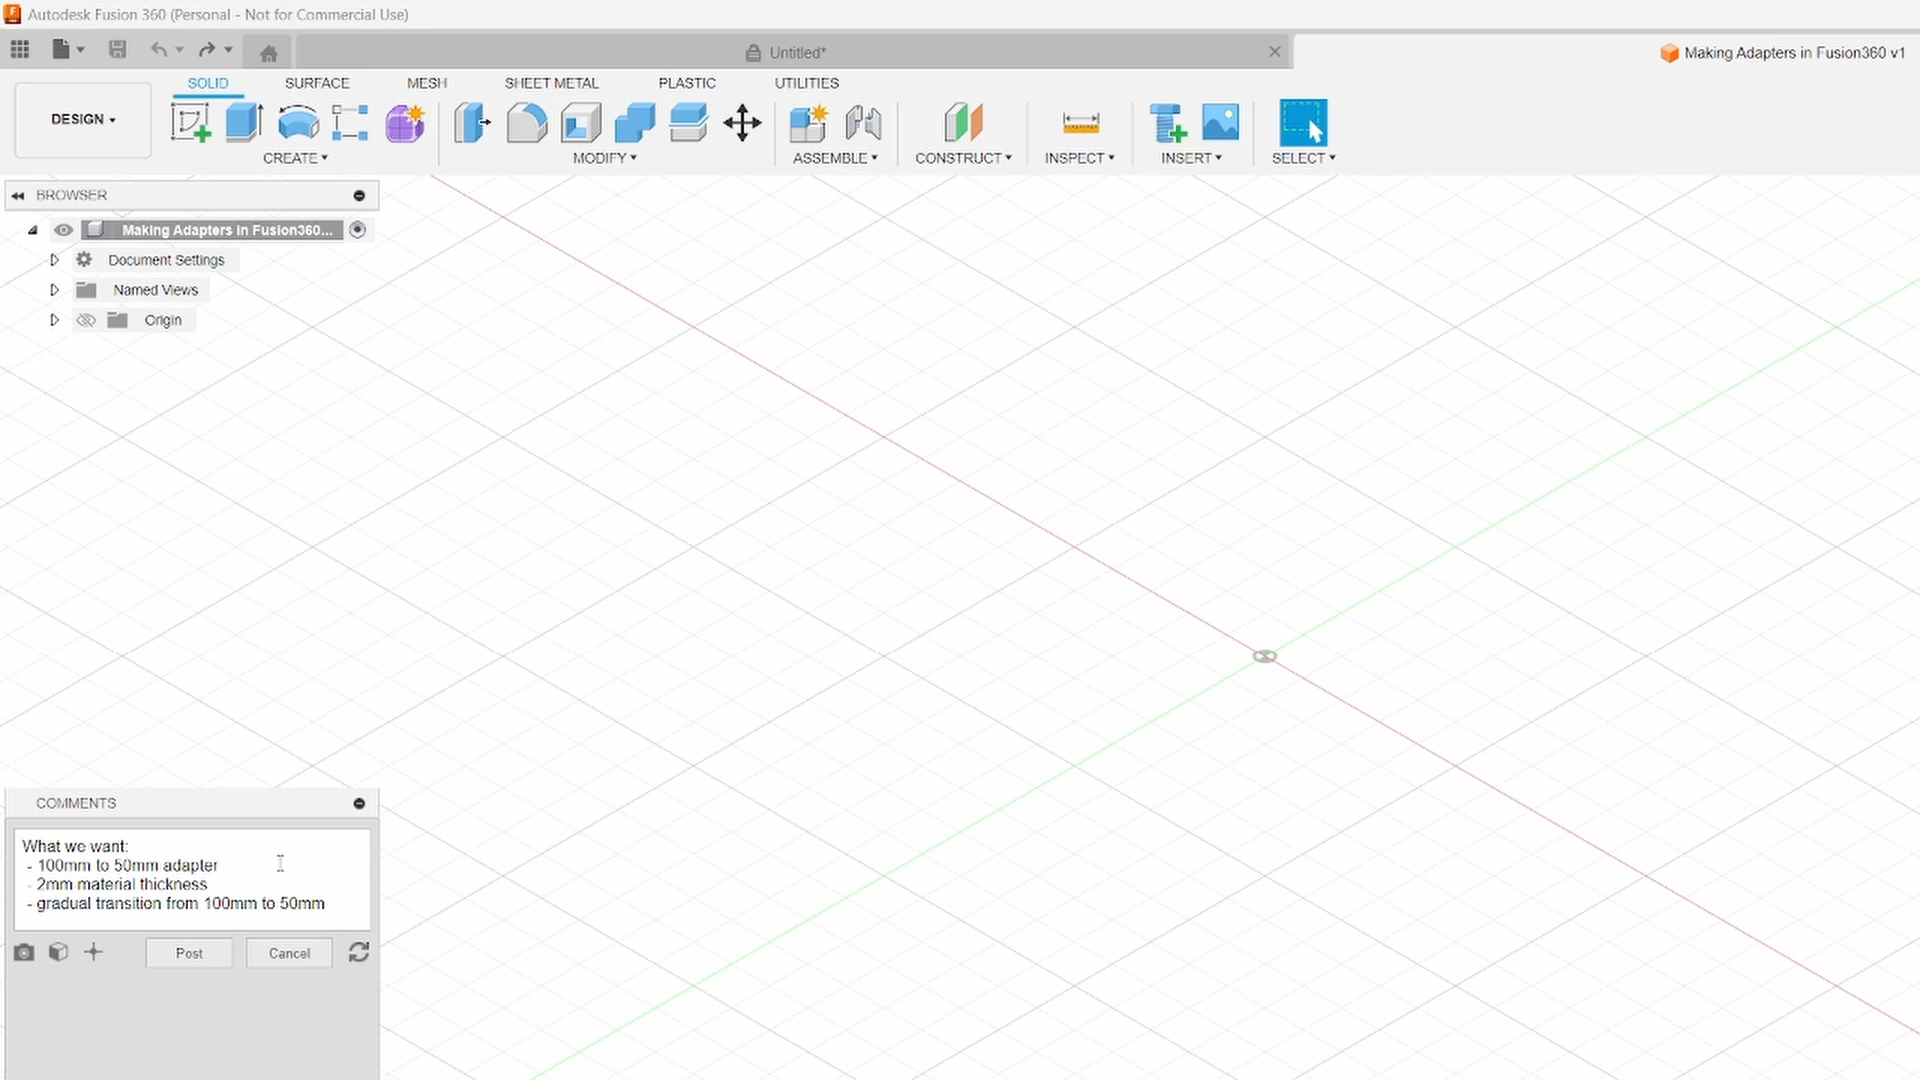 Autodesk Fusion 360 (Personal - Not for Commercial Use)
Untitled*
Making Adapters in Fusion360 v1
DESIGN
SOLID
SURFACE
MESH
SHEET METAL
PLASTIC
UTILITIES
CREATE
MODIFY
ASSEMBLE
CONSTRUCT
INSPECT
INSERT
SELECT
BROWSER
Making Adapters in Fusion360...
Document Settings
Named Views
Origin
COMMENTS
What we want:
- 100mm to 50mm adapter
- 2mm material thickness
- gradual transition from 100mm to 50mm
Post
Cancel